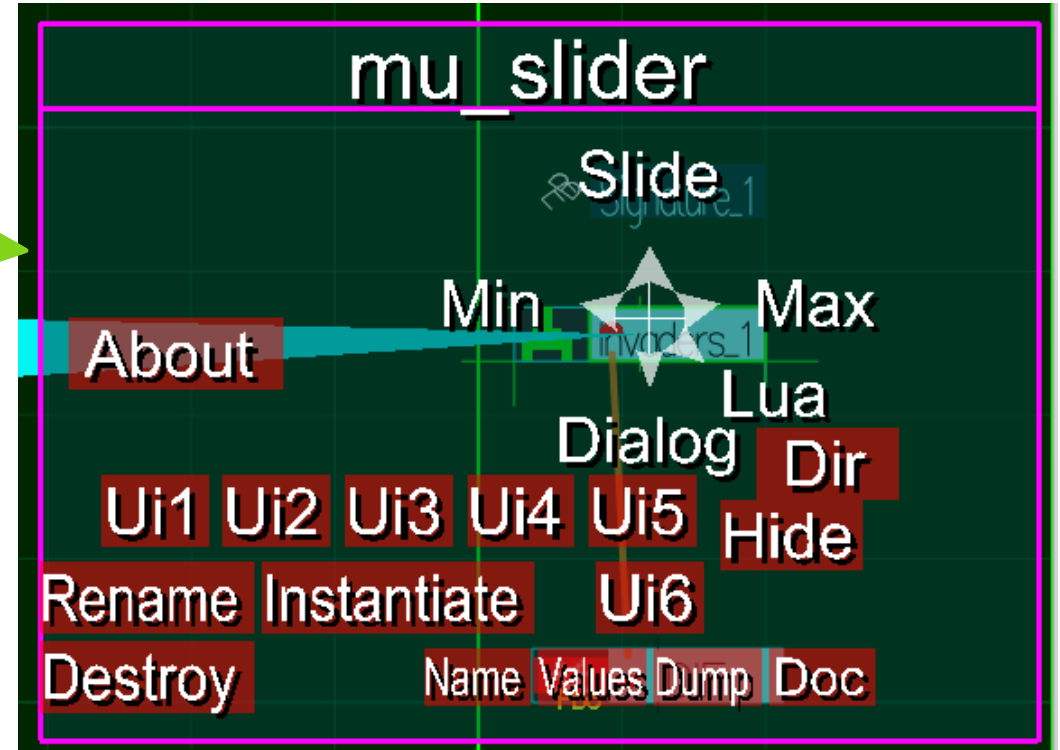 mu_slider
Slide
Signature_1
Min
Max
invaders_1
About
Lua
Dialog
Dir
Ui1 Ui2 Ui3 Ui4 Ui5
Hide
Rename Instantiate Ui6
Destroy Name Values Dump Doc